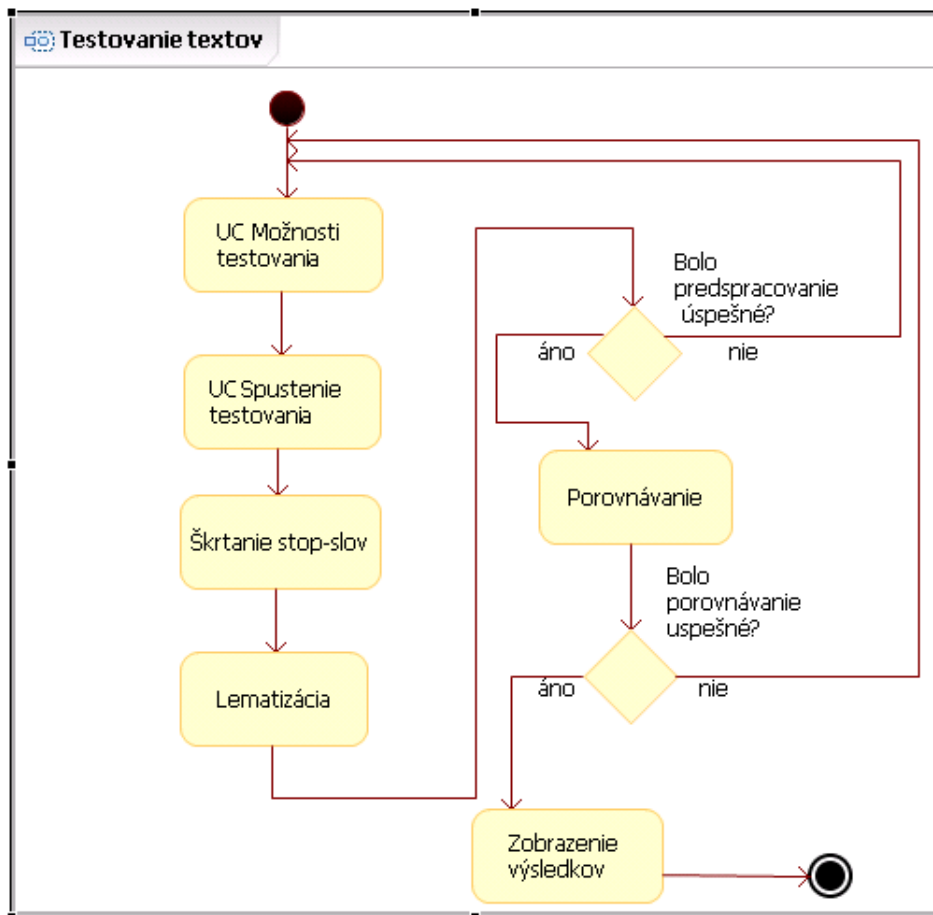 Testovanie textov
UC Možnosti
testovania
UC Spustenie
testovania
Škrtanie stop-slov
Lematizácia
Bolo
predspracovanie
úspešné?
áno
nie
Porovnávanie
Bolo
porovnávanie
uspešné?
áno
nie
Zobrazenie
výsledkov